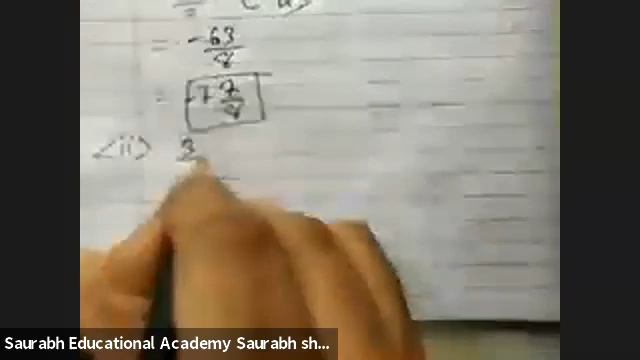 = -63/8
= -7 7/8
<ii> 3
Saurabh Educational Academy Saurabh sh...